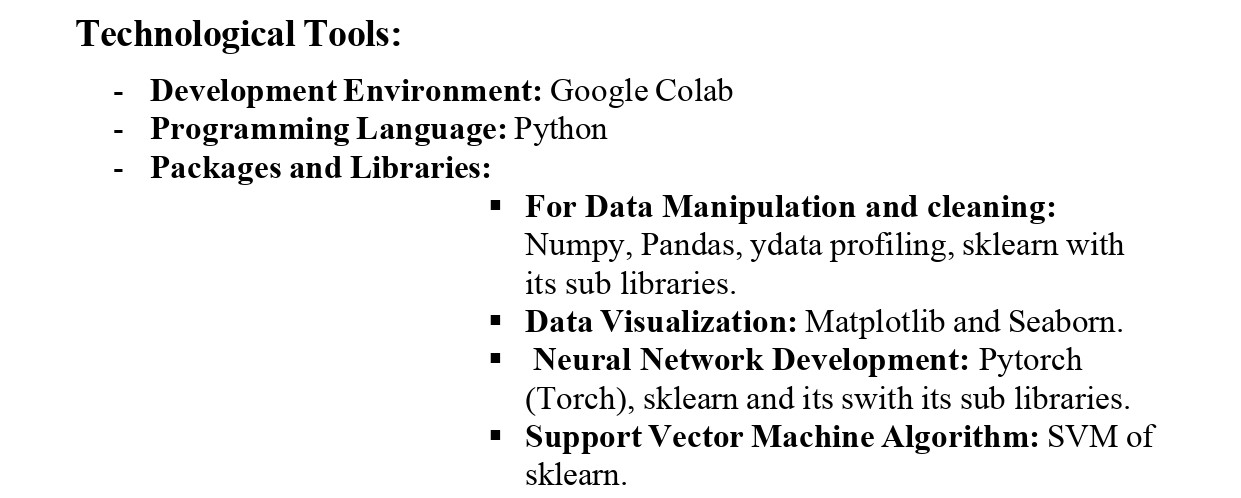 Technological Tools:
- Development Environment: Google Colab
- Programming Language: Python
- Packages and Libraries:
▪ For Data Manipulation and cleaning:
Numpy, Pandas, ydata profiling, sklearn with
its sub libraries.
▪ Data Visualization: Matplotlib and Seaborn.
▪ Neural Network Development: Pytorch
(Torch), sklearn and its swith its sub libraries.
▪ Support Vector Machine Algorithm: SVM of
sklearn.